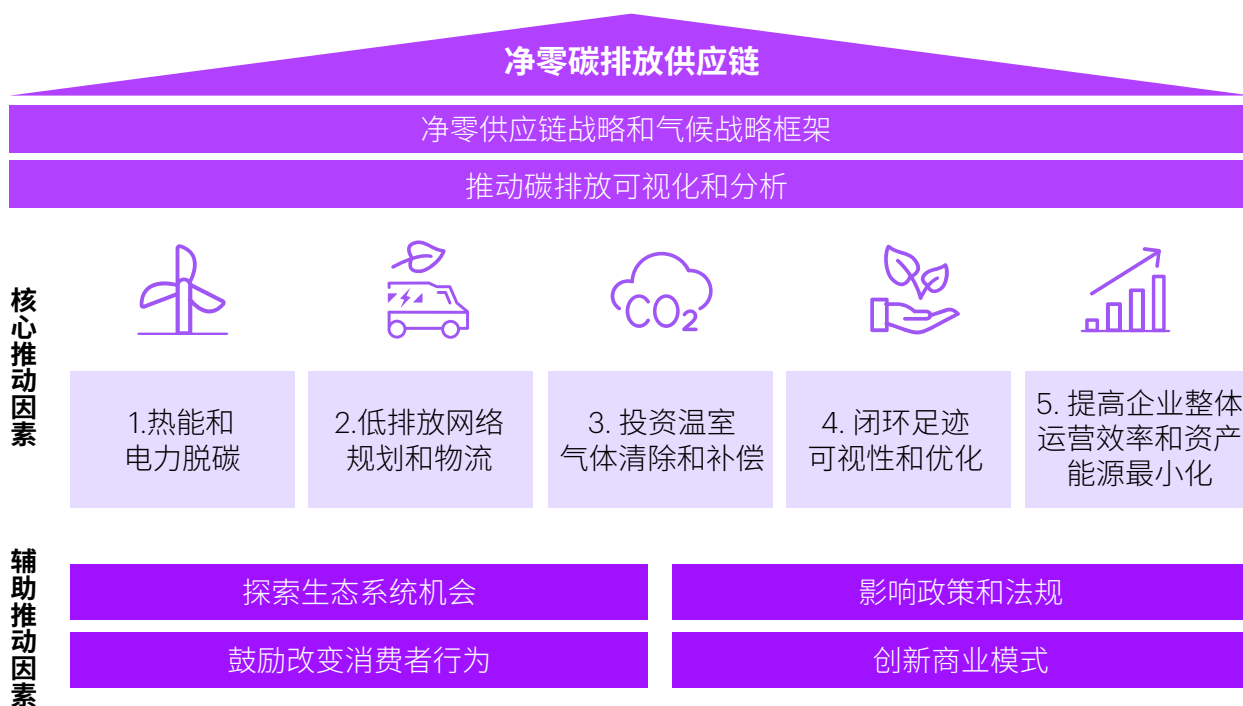 净零碳排放供应链
净零供应链战略和气候战略框架
推动碳排放可视化和分析
核心推动因素
CO2
1.热能和
电力脱碳
2.低排放网络
规划和物流
3. 投资温室
气体清除和补偿
4. 闭环足迹
可视性和优化
5. 提高企业整体
运营效率和资产
能源最小化
辅助推动因素
探索生态系统机会
影响政策和法规
鼓励改变消费者行为
创新商业模式